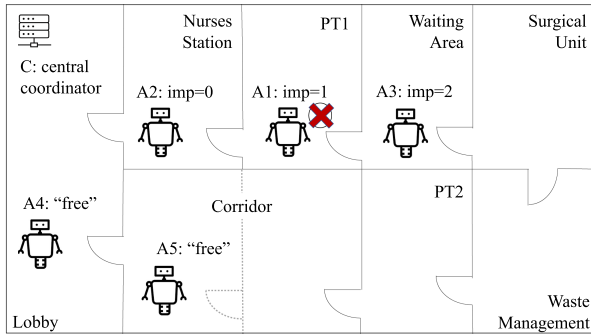 C: central
coordinator
Nurses
Station
PT1
Waiting
Area
Surgical
Unit
A2: imp=0
A1: imp=1
A3: imp=2
A4: “free”
A5: “free”
Corridor
PT2
Lobby
Waste
Management